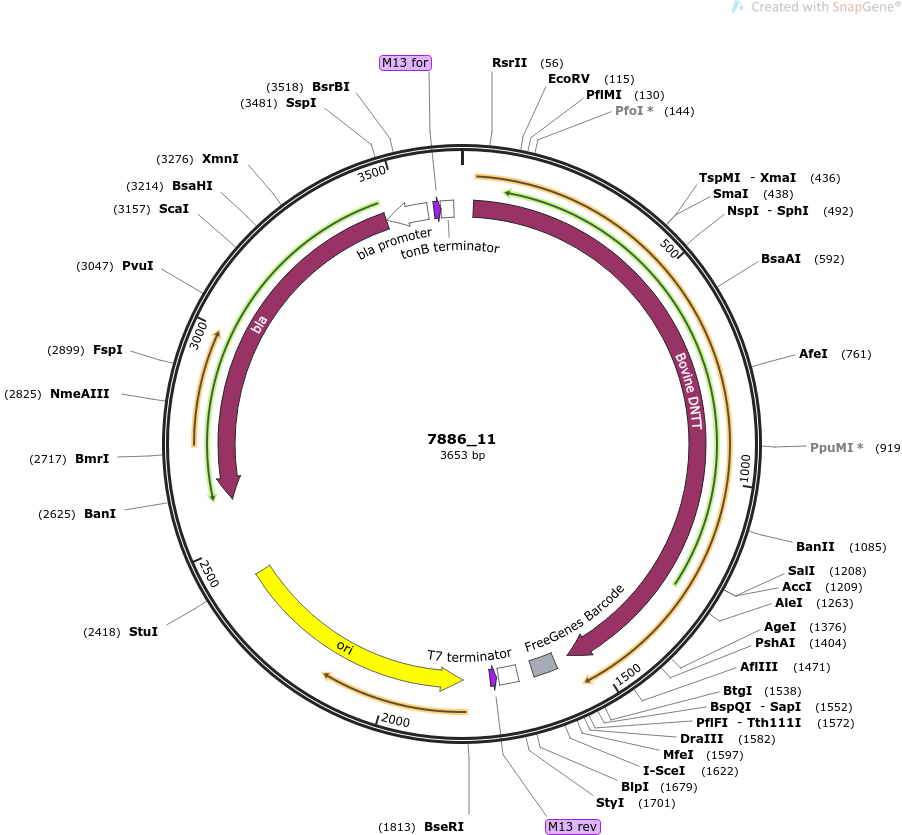 Created with SnapGene®
M13 for
RsrII (56)
EcoRV (115)
PflMI (130)
PfoI * (144)
TspMI - XmaI (436)
SmaI (438)
NspI - SphI (492)
BsaAI (592)
AfeI (761)
PpuMI * (919
BanII (1085)
SalI (1208)
AccI (1209)
AleI (1263)
AgeI (1376)
PshAI (1404)
AflIII (1471)
BtgI (1538)
BspQI - SapI (1552)
PflFI - Tth111I (1572)
DraIII (1582)
MfeI (1597)
I-SceI (1622)
BlpI (1679)
StyI (1701)
M13 rev
(1813) BseRI
(2418) StuI
(2625) BanI
(2717) BmrI
(2825) NmeAIII
(2899) FspI
(3047) PvuI
(3157) ScaI
(3214) BsaHI
(3276) XmnI
(3481) SspI
(3518) BsrBI
500
1000
1500
2000
2500
3000
3500
bla promoter
tonB terminator
bla
Bovine DNTT
7886_11
3653 bp
FreeGenes Barcode
T7 terminator
ori